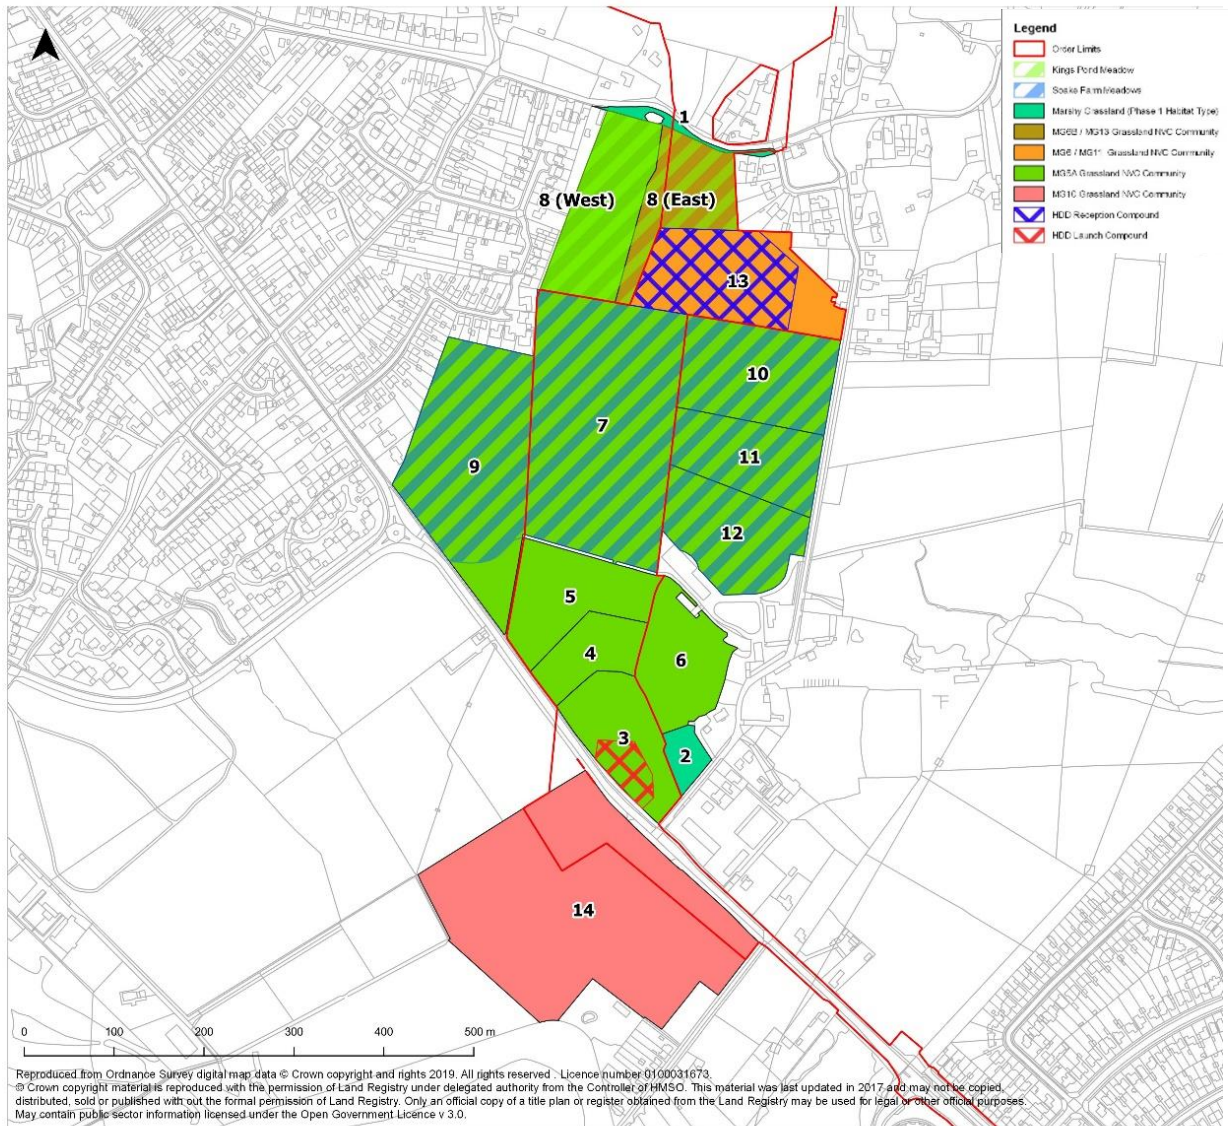 Legend
Order Limits
Kings Pond Meadow
Soake Farm Meadows
Marshy Grassland (Phase 1 Habitat Type)
MG6B / MG13 Grassland NVC Community
MG6 / MG11 Grassland NVC Community
MG5A Grassland NVC Community
MG10 Grassland NVC Community
HDD Reception Compound
HDD Launch Compound
1
8 (West)
8 (East)
13
10
7
9
11
12
5
4
6
3
2
14
0 100 200 300 400 500 m
Reproduced from Ordnance Survey digital map data © Crown copyright and rights 2019. All rights reserved . Licence number 0100031673.
© Crown copyright material is reproduced with the permission of Land Registry under delegated authority from the Controller of HMSO. This material was last updated in 2017 and may not be copied,
distributed, sold or published with out the formal permission of Land Registry. Only an official copy of a title plan or register obtained from the Land Registry may be used for legal or other official purposes.
May contain public sector information licensed under the Open Government Licence v 3.0.